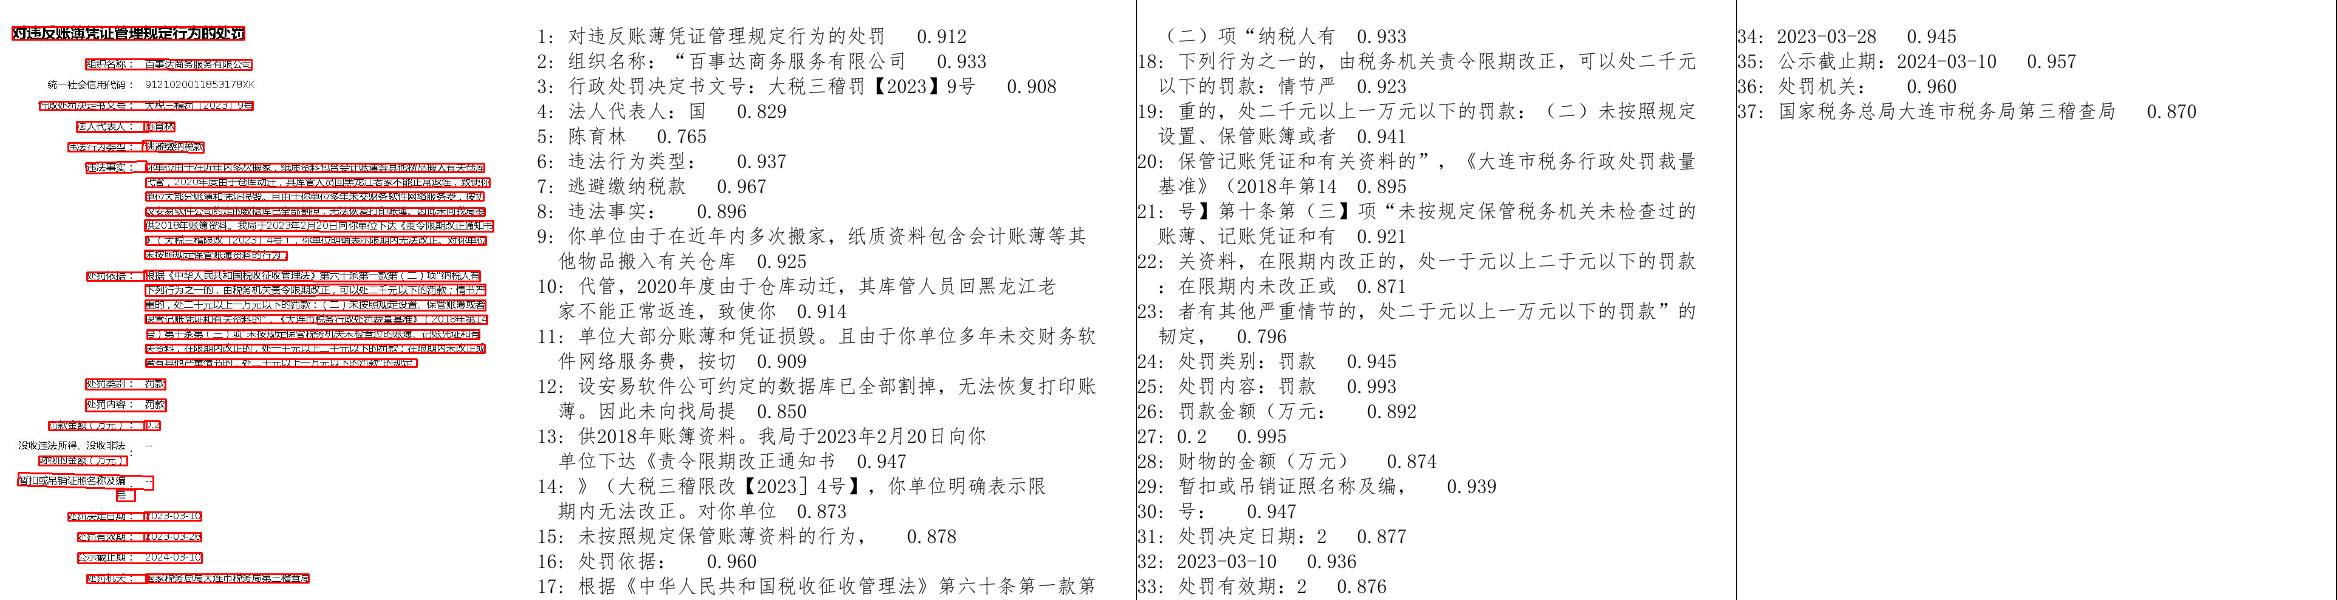 对违反账簿凭证管理规定行为的处罚
组织名称： 百事达商务服务有限公司
统一社会信用代码： 912102001185317​8XK
行政处罚决定书文号： 大税三稽罚〔2023〕9号
法人代表人： 陈育林
违法行为类型： 逃避缴纳税款
违法事实：
处罚依据：
处罚类别： 罚款
处罚内容： 罚款
罚款金额（万元）： 0.2
没收违法所得、没收非法 --
财物的金额（万元）
暂扣或吊销证照名称及编 --
号
处罚决定日期： 2023-03-10
处罚有效期：
公示截止期： 2024-03-10
处罚机关： 国家税务总局大连市税务局第三稽查局
1: 对违反账薄凭证管理规定行为的处罚 0.912
2: 组织名称：“百事达商务服务有限公司 0.933
3: 行政处罚决定书文号：大税三稽罚【2023】9号 0.908
4: 法人代表人：国 0.829
5: 陈育林 0.765
6: 违法行为类型： 0.937
7: 逃避缴纳税款 0.967
8: 违法事实： 0.896
9: 你单位由于在近年内多次搬家，纸质资料包含会计账薄等其
他物品搬入有关仓库 0.925
10: 代管，2020年度由于仓库动迁，其库管人员回黑龙江老
家不能正常返连，致使你 0.914
11: 单位大部分账薄和凭证损毁。且由于你单位多年未交财务软
件网络服务费，按切 0.909
12: 设安易软件公可约定的数据库已全部割掉，无法恢复打印账
薄。因此未向找局提 0.850
13: 供2018年账簿资料。我局于2023年2月20日向你
单位下达《责令限期改正通知书 0.947
14: 》（大税三稽限改【2023］4号】，你单位明确表示限
期内无法改正。对你单位 0.873
15: 未按照规定保管账薄资料的行为， 0.878
16: 处罚依据： 0.960
17: 根据《中华人民共和国税收征收管理法》第六十条第一款第
（二）项“纳税人有 0.933
18: 下列行为之一的，由税务机关责令限期改正，可以处二千元
以下的罚款：情节严 0.923
19: 重的，处二千元以上一万元以下的罚款：（二）未按照规定
设置、保管账簿或者 0.941
20: 保管记账凭证和有关资料的”，《大连市税务行政处罚裁量
基准》（2018年第14 0.895
21: 号】第十条第（三】项“未按规定保管税务机关未检查过的
账薄、记账凭证和有 0.921
22: 关资料，在限期内改正的，处一于元以上二于元以下的罚款
：在限期内未改正或 0.871
23: 者有其他严重情节的，处二于元以上一万元以下的罚款”的
韧定， 0.796
24: 处罚类别：罚款 0.945
25: 处罚内容：罚款 0.993
26: 罚款金额（万元： 0.892
27: 0.2 0.995
28: 财物的金额（万元） 0.874
29: 暂扣或吊销证照名称及编， 0.939
30: 号： 0.947
31: 处罚决定日期：2 0.877
32: 2023-03-10 0.936
33: 处罚有效期：2 0.876
34: 2023-03-28 0.945
35: 公示截止期：2024-03-10 0.957
36: 处罚机关： 0.960
37: 国家税务总局大连市税务局第三稽查局 0.870